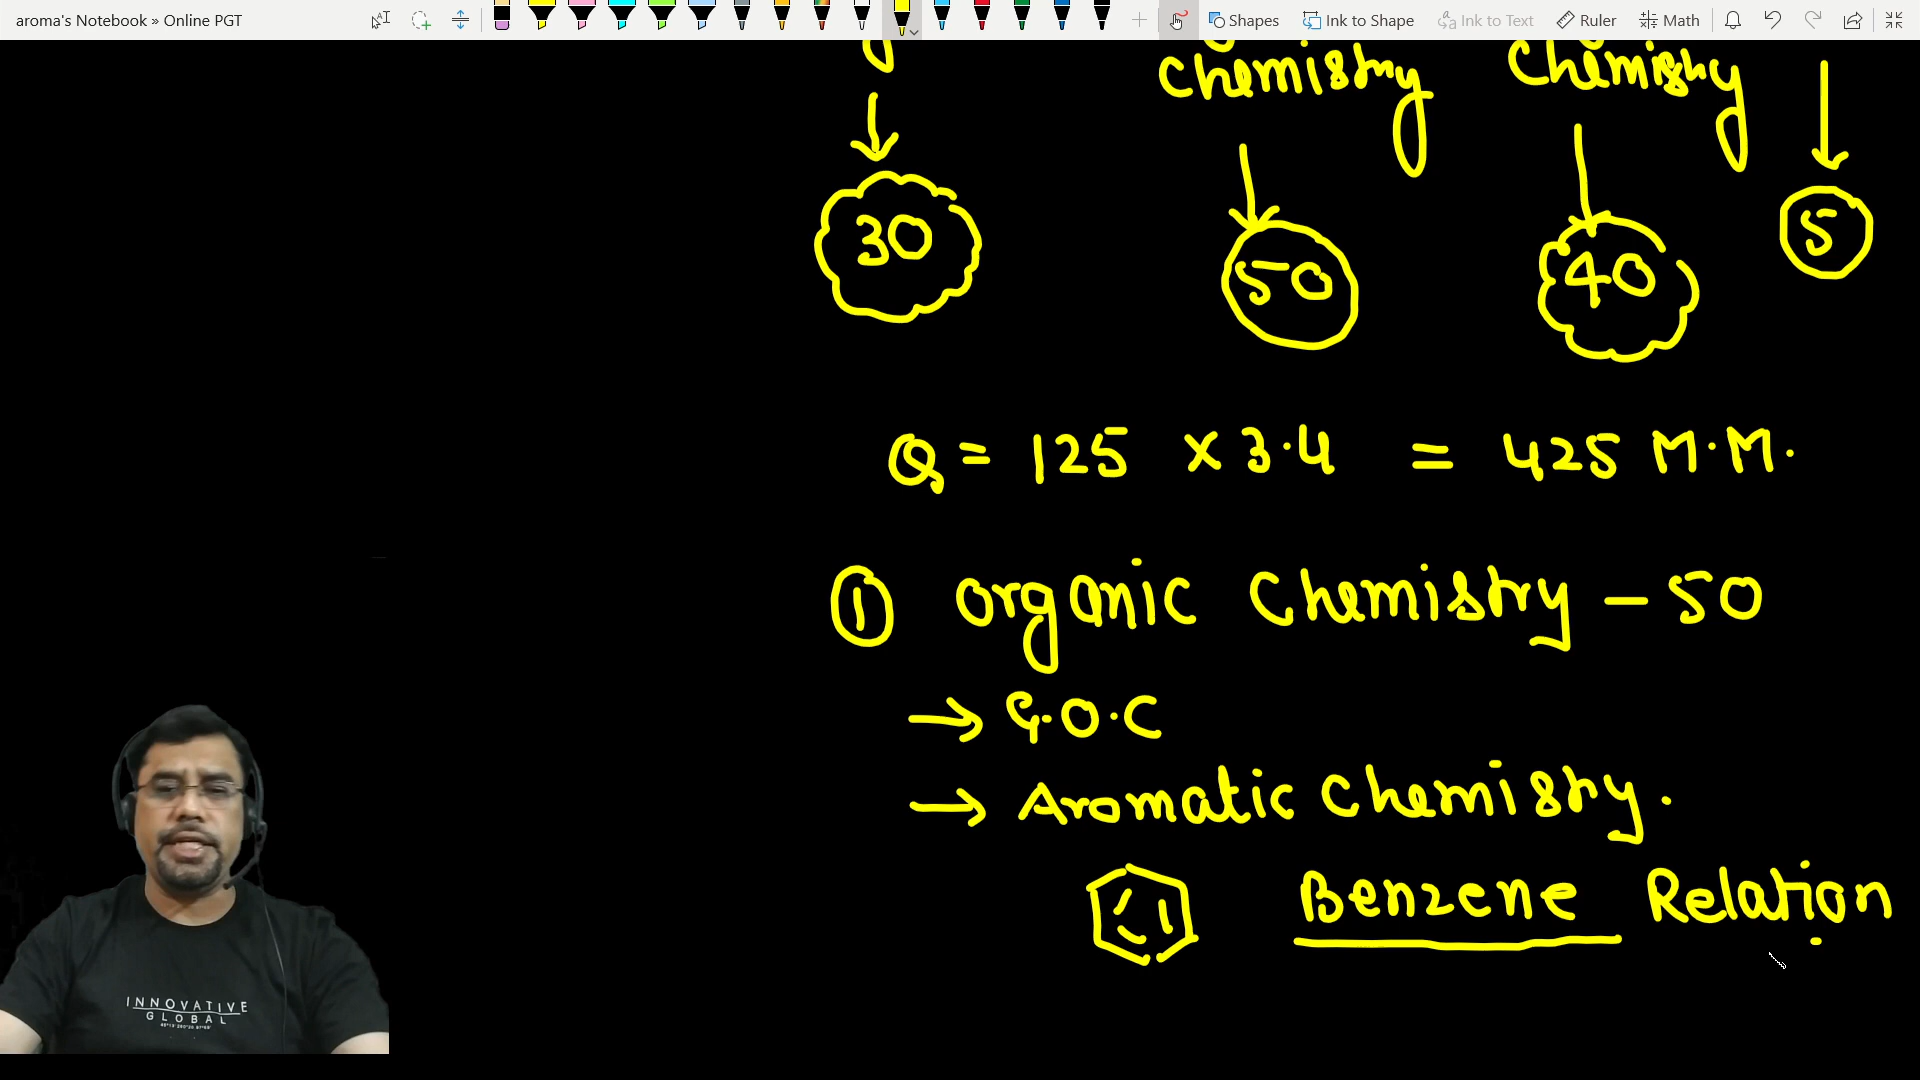 aroma's Notebook » Online PGT
Shapes Ink to Shape Ink to Text Ruler Math
chemistry chemistry
30 50 40 5
Q = 125 x 3.4 = 425 M.M.
① Organic Chemistry - 50
→ G.O.C
→ Aromatic Chemistry.
Benzene Relation
INNOVATIVE
GLOBAL